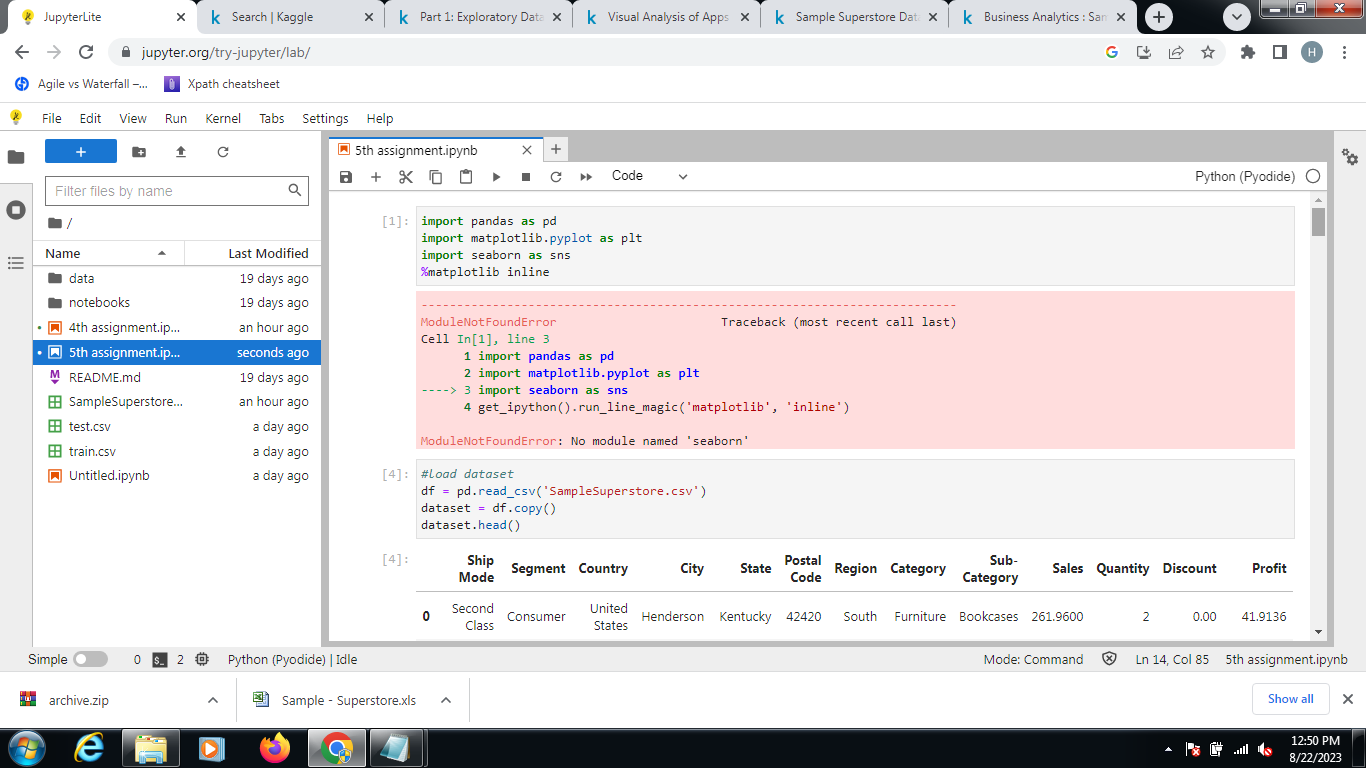 JupyterLite
Search | Kaggle
Part 1: Exploratory Data
Visual Analysis of Apps
Sample Superstore Data
Business Analytics : Sam
jupyter.org/try-jupyter/lab/
H
Agile vs Waterfall –...
Xpath cheatsheet
File Edit View Run Kernel Tabs Settings Help
5th assignment.ipynb
Code
Python (Pyodide)
Filter files by name
/
Name Last Modified
data 19 days ago
notebooks 19 days ago
4th assignment.ip... an hour ago
5th assignment.ip... seconds ago
README.md 19 days ago
SampleSuperstore... an hour ago
test.csv a day ago
train.csv a day ago
Untitled.ipynb a day ago
[1]: import pandas as pd
import matplotlib.pyplot as plt
import seaborn as sns
%matplotlib inline
---------------------------------------------------------------------------
ModuleNotFoundError Traceback (most recent call last)
Cell In[1], line 3
1 import pandas as pd
2 import matplotlib.pyplot as plt
----> 3 import seaborn as sns
4 get_ipython().run_line_magic('matplotlib', 'inline')
ModuleNotFoundError: No module named 'seaborn'
[4]: #load dataset
df = pd.read_csv('SampleSuperstore.csv')
dataset = df.copy()
dataset.head()
[4]:
Ship Mode Segment Country City State Postal Code Region Category Sub-Category Sales Quantity Discount Profit
0 Second Class Consumer United States Henderson Kentucky 42420 South Furniture Bookcases 261.9600 2 0.00 41.9136
Simple 0 2 Python (Pyodide) | Idle Mode: Command Ln 14, Col 85 5th assignment.ipynb
archive.zip
Sample - Superstore.xls
Show all
12:50 PM
8/22/2023